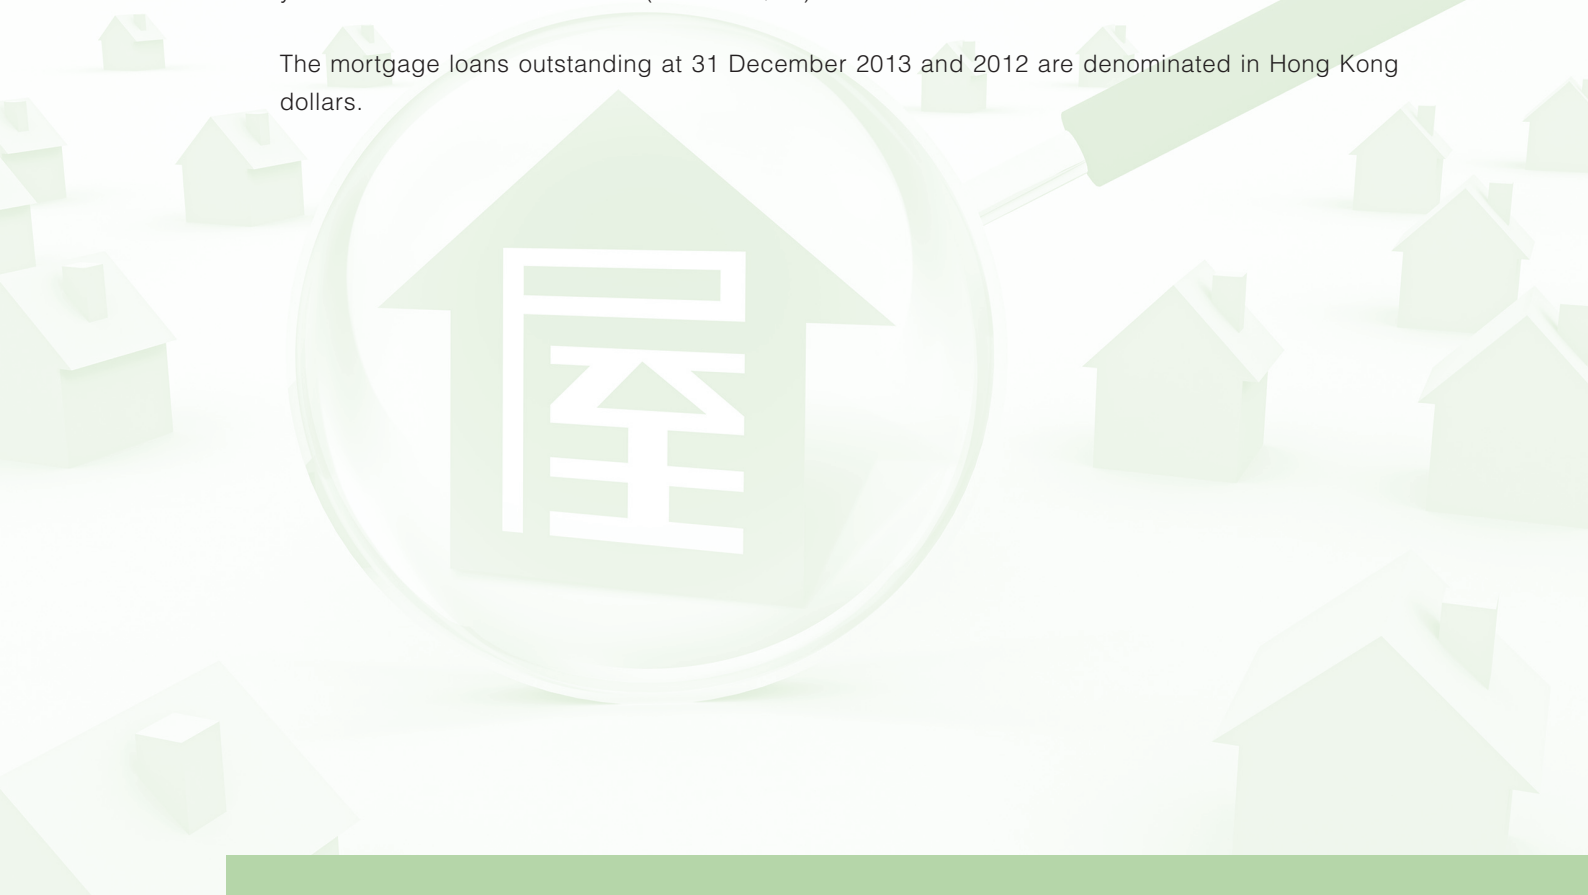 The mortgage loans outstanding at 31 December 2013 and 2012 are denominated in Hong Kong
dollars.
屋